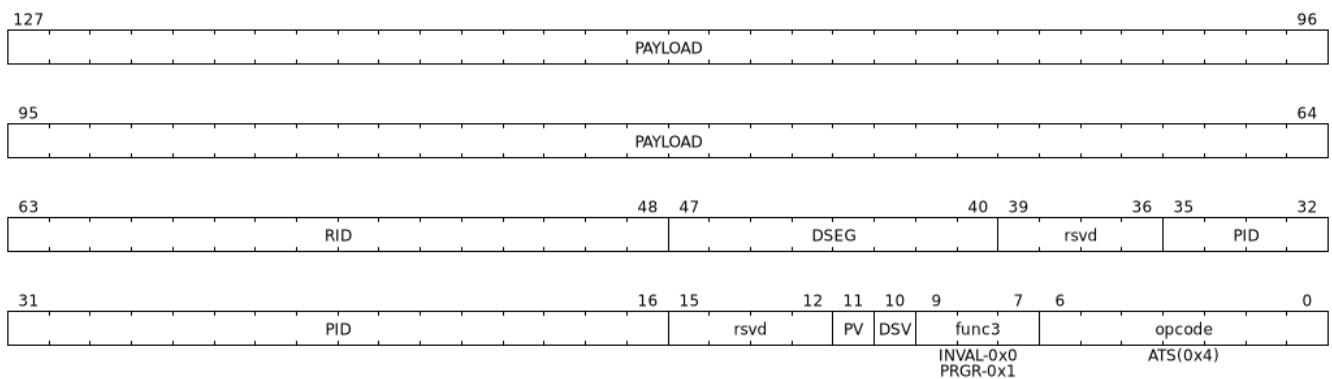 127 96
PAYLOAD
95 64
PAYLOAD
63 48 47 40 39 36 35 32
RID DSEG rsvd PID
31 16 15 12 11 10 9 7 6 0
PID rsvd PV DSV func3 opcode
INVAL-0x0 ATS(0x4)
PRGR-0x1